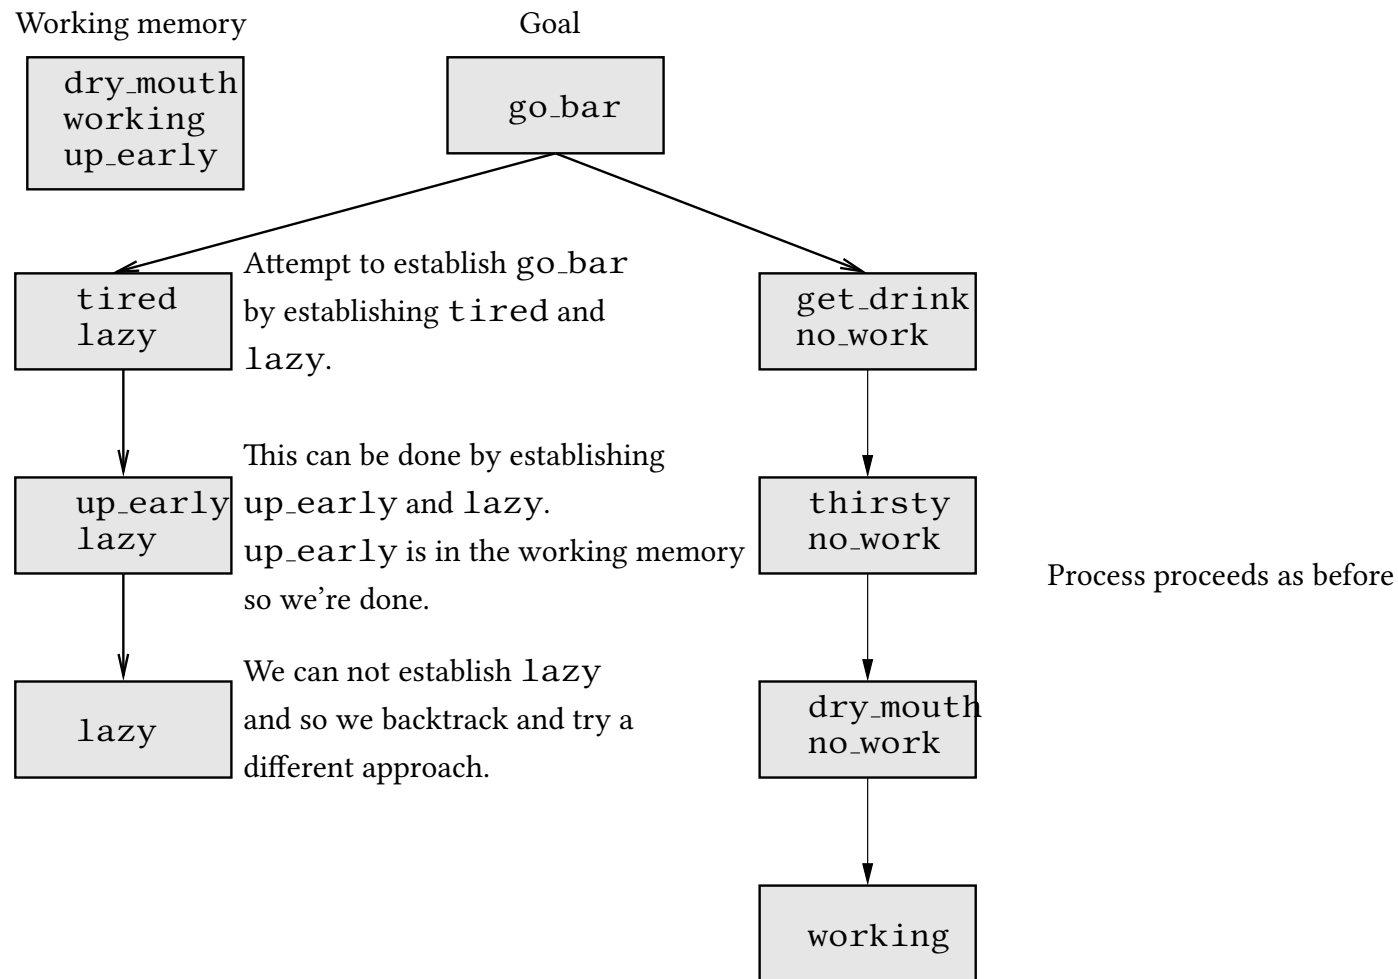 Working memory
Goal
dry_mouth
working
up_early
go_bar
tired
lazy
Attempt to establish go_bar
by establishing tired and
lazy.
get_drink
no_work
up_early
lazy
This can be done by establishing
up_early and lazy.
up_early is in the working memory
so we're done.
thirsty
no_work
Process proceeds as before
lazy
We can not establish lazy
and so we backtrack and try a
different approach.
dry_mouth
no_work
working